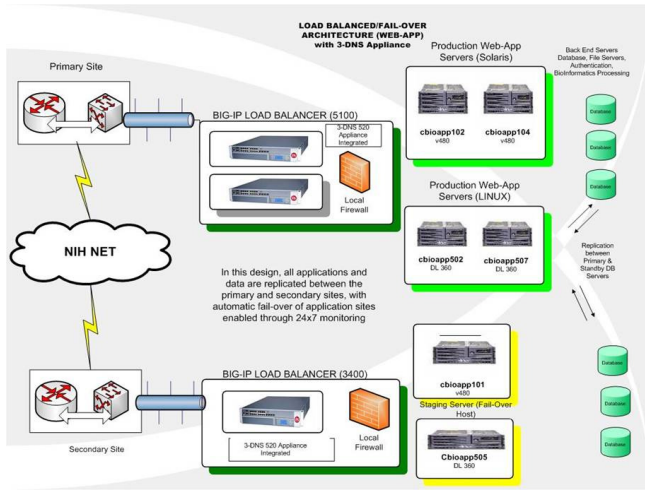 LOAD BALANCED/FAIL-OVER
ARCHITECTURE (WEB-APP)
with 3-DNS Appliance
Primary Site
BIG-IP LOAD BALANCER (5100)
3-DNS 520
Appliance
Integrated
Local
Firewall
Production Web-App
Servers (Solaris)
cbioapp102
v480
cbioapp104
v480
Back End Servers
Database, File Servers,
Authentication,
BioInformatics Processing
Database
Database
Database
Production Web-App
Servers (LINUX)
cbioapp502
DL 360
cbioapp507
DL 360
Replication
between
Primary &
Standby DB
Servers
NIH NET
In this design, all applications and
data are replicated between the
primary and secondary sites, with
automatic fail-over of application sites
enabled through 24x7 monitoring
Secondary Site
BIG-IP LOAD BALANCER (3400)
3-DNS 520 Appliance
Integrated
Local
Firewall
cbioapp101
v480
Staging Server (Fail-Over
Host)
Cbioapp505
DL 360
Database
Database
Database